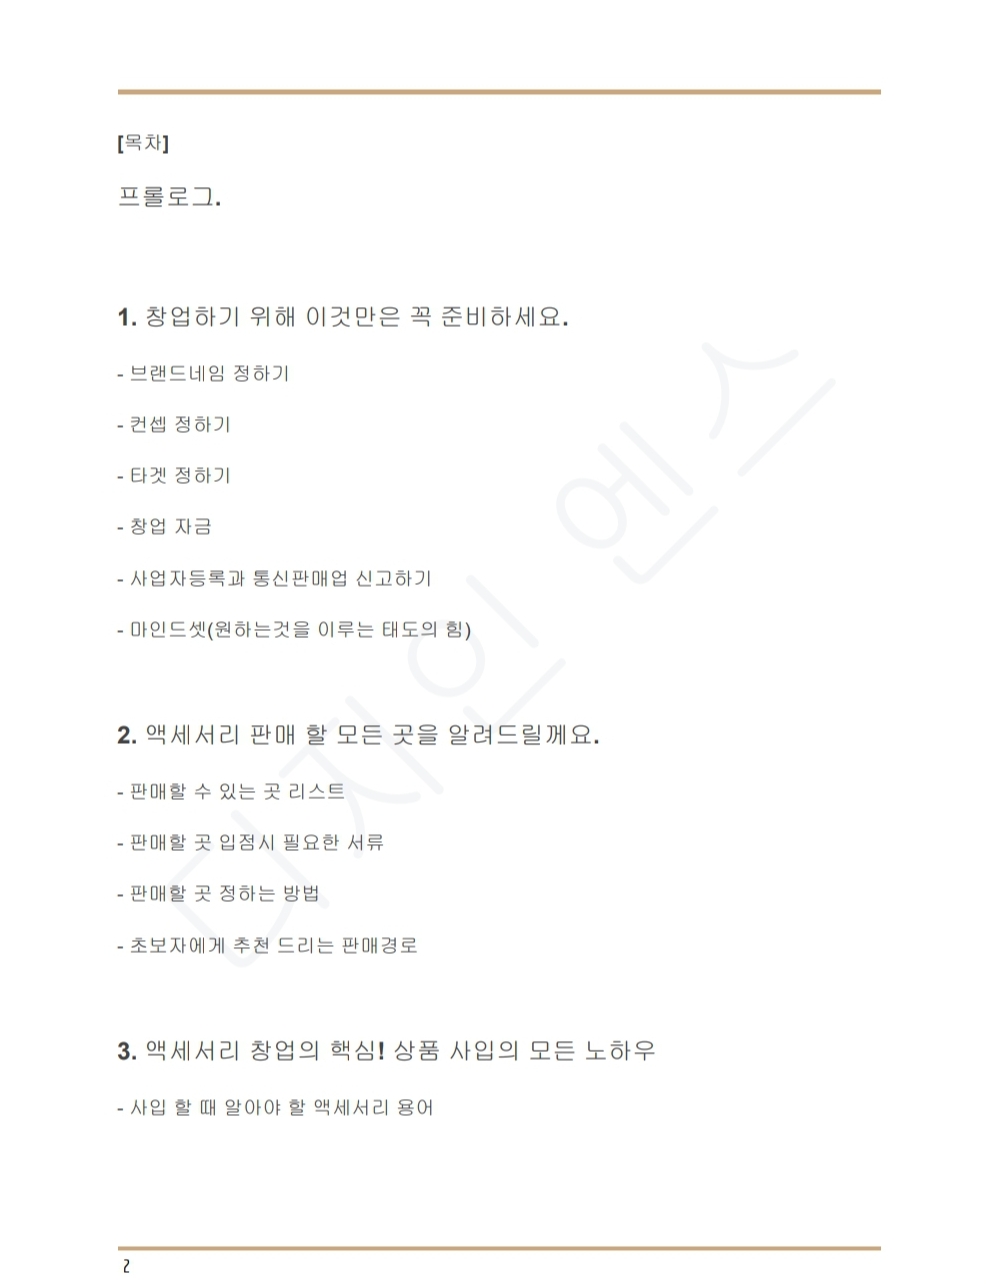 [목차]
프롤로그.
1. 창업하기 위해 이것만은 꼭 준비하세요.
- 브랜드네임 정하기
- 컨셉 정하기
- 타겟 정하기
- 창업 자금
- 사업자등록과 통신판매업 신고하기
- 마인드셋(원하는것을 이루는 태도의 힘)
2. 액세서리 판매 할 모든 곳을 알려드릴께요.
- 판매할 수 있는 곳 리스트
- 판매할 곳 입점시 필요한 서류
- 판매할 곳 정하는 방법
- 초보자에게 추천 드리는 판매경로
3. 액세서리 창업의 핵심! 상품 사입의 모든 노하우
- 사입 할 때 알아야 할 액세서리 용어
디자인 엔스
2